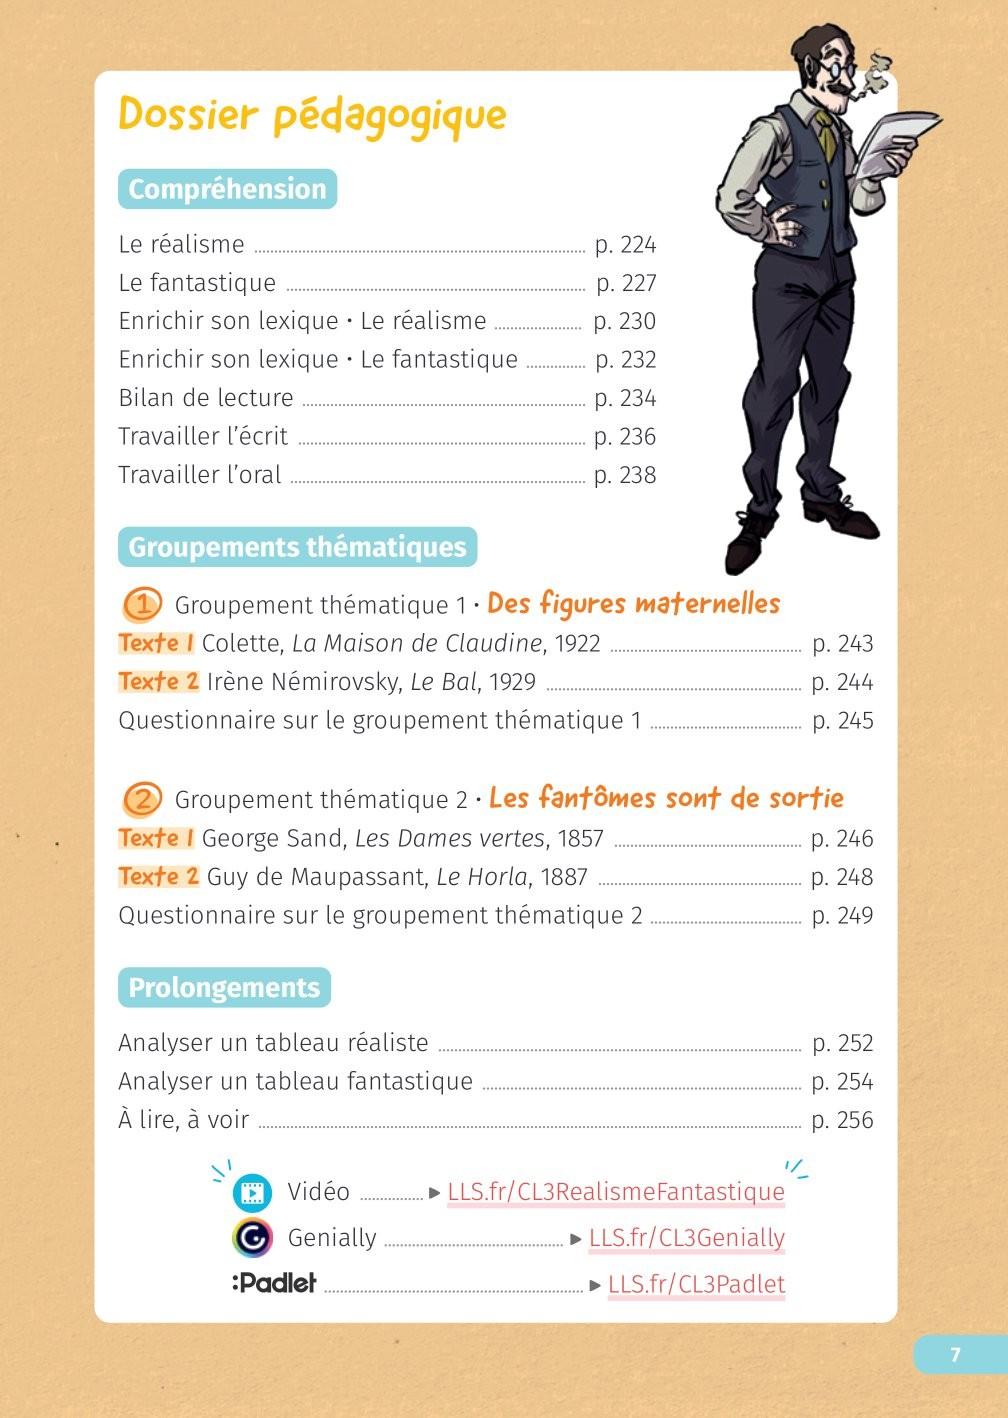 Dossier pédagogique
Compréhension
Le réalisme ........ p. 224
Le fantastique ........ p. 227
Enrichir son lexique • Le réalisme ........ p. 230
Enrichir son lexique • Le fantastique ........ p. 232
Bilan de lecture ........ p. 234
Travailler l'écrit ........ p. 236
Travailler l'oral ........ p. 238
Groupements thématiques
1 Groupement thématique 1 • Des figures maternelles
Texte 1 Colette, La Maison de Claudine, 1922 ........ p. 243
Texte 2 Irène Némirovsky, Le Bal, 1929 ........ p. 244
Questionnaire sur le groupement thématique 1 ........ p. 245
2 Groupement thématique 2 • Les fantômes sont de sortie
Texte 1 George Sand, Les Dames vertes, 1857 ........ p. 246
Texte 2 Guy de Maupassant, Le Horla, 1887 ........ p. 248
Questionnaire sur le groupement thématique 2 ........ p. 249
Prolongements
Analyser un tableau réaliste ........ p. 252
Analyser un tableau fantastique ........ p. 254
À lire, à voir ........ p. 256
Vidéo ........ ▸ LLS.fr/CL3RealismeFantastique
Genially ........ ▸ LLS.fr/CL3Genially
:Padlet ........ ▸ LLS.fr/CL3Padlet
7